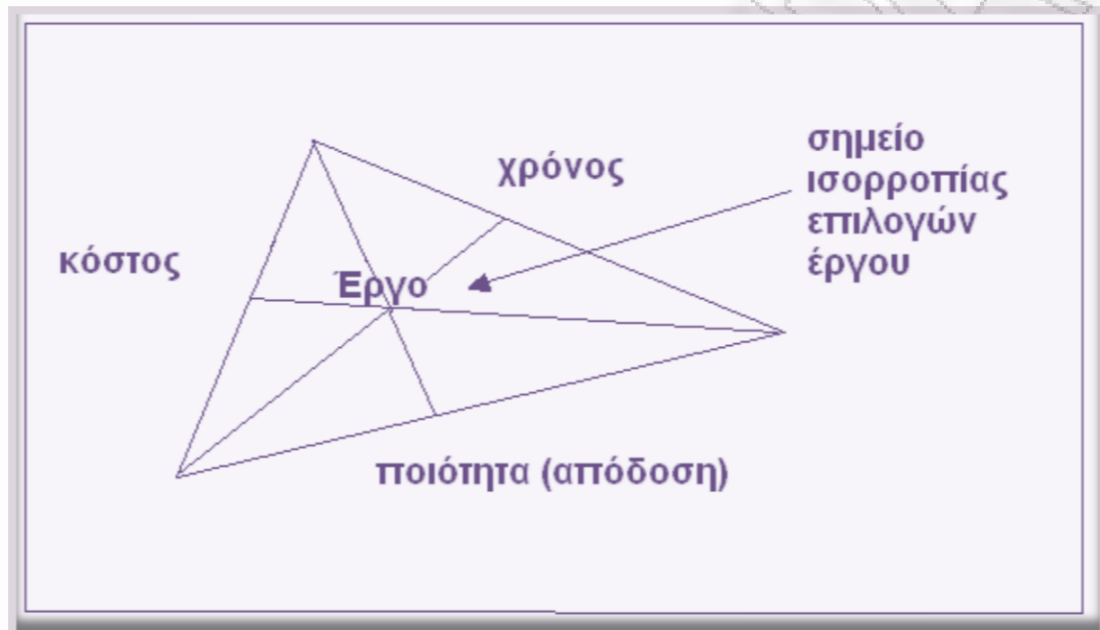 χρόνος
σημείο
ισορροπίας
επιλογών
έργου
κόστος
Έργο
ποιότητα (απόδοση)